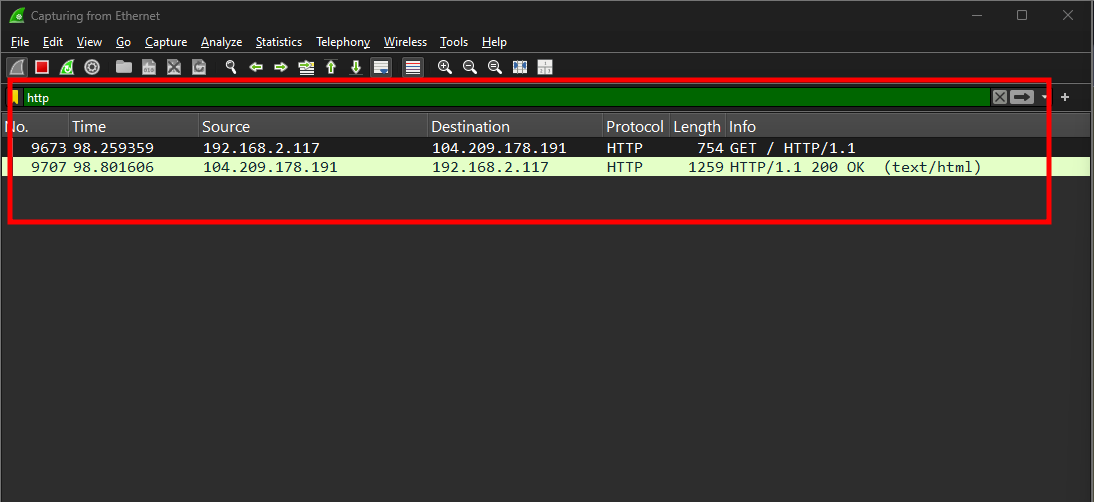 Capturing from Ethernet
File Edit View Go Capture Analyze Statistics Telephony Wireless Tools Help
http
No. Time Source Destination Protocol Length Info
9673 98.259359 192.168.2.117 104.209.178.191 HTTP 754 GET / HTTP/1.1
9707 98.801606 104.209.178.191 192.168.2.117 HTTP 1259 HTTP/1.1 200 OK (text/html)